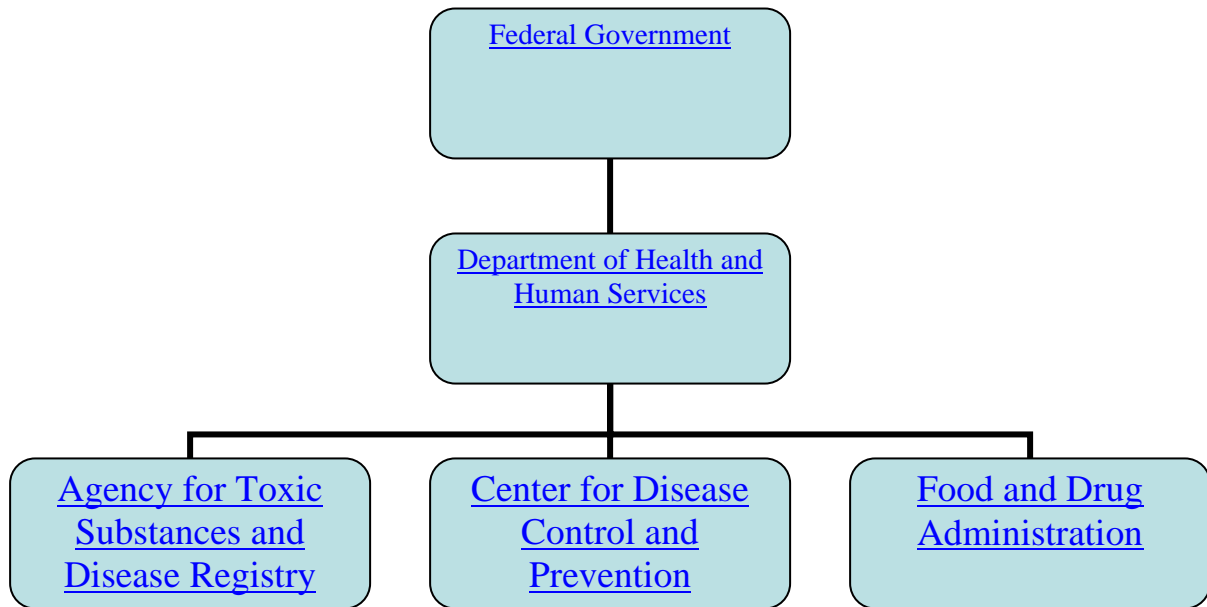 Federal Government
Department of Health and
Human Services
Agency for Toxic
Substances and
Disease Registry
Center for Disease
Control and
Prevention
Food and Drug
Administration